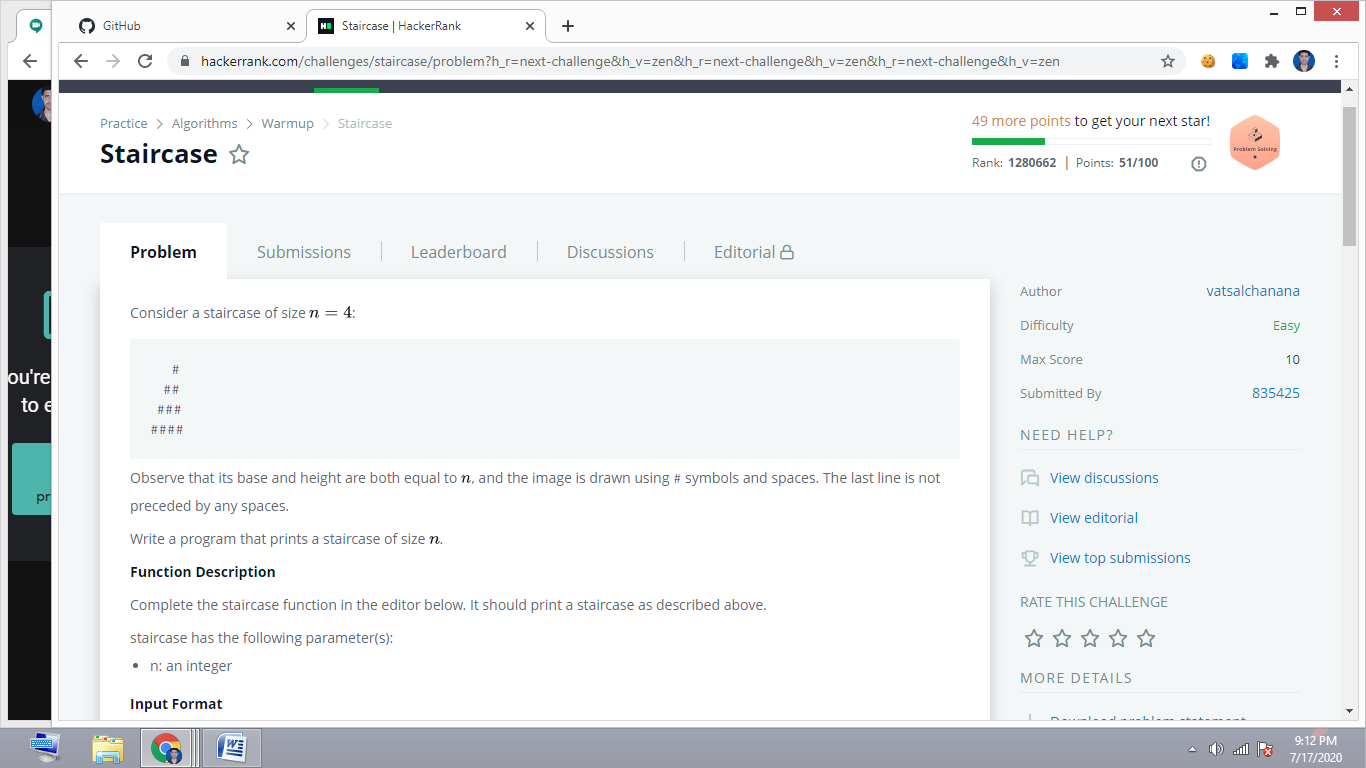 GitHub
Staircase | HackerRank
hackerrank.com/challenges/staircase/problem?h_r=next-challenge&h_v=zen&h_r=next-challenge&h_v=zen&h_r=next-challenge&h_v=zen
Practice > Algorithms > Warmup > Staircase
Staircase
49 more points to get your next star!
Rank: 1280662 | Points: 51/100
Problem Solving
Problem
Submissions
Leaderboard
Discussions
Editorial
Consider a staircase of size n = 4:
   #
  ##
 ###
####
Observe that its base and height are both equal to n, and the image is drawn using # symbols and spaces. The last line is not
preceded by any spaces.
Write a program that prints a staircase of size n.
Function Description
Complete the staircase function in the editor below. It should print a staircase as described above.
staircase has the following parameter(s):
• n: an integer
Input Format
Author vatsalchanana
Difficulty Easy
Max Score 10
Submitted By 835425
NEED HELP?
View discussions
View editorial
View top submissions
RATE THIS CHALLENGE
MORE DETAILS
Download problem statement
ou're
to e
pr
9:12 PM
7/17/2020